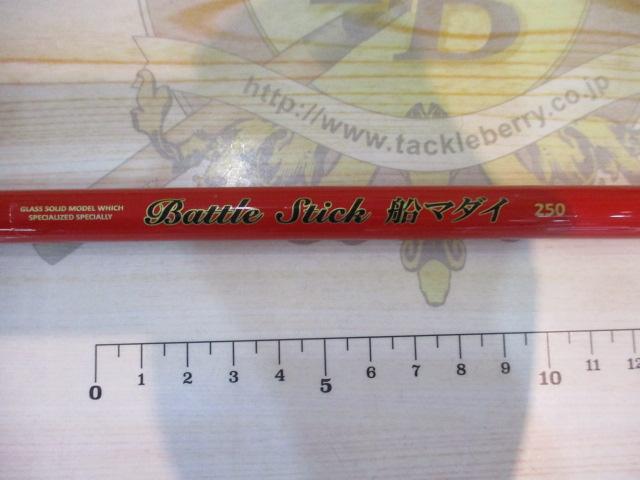 TB
http://www.tackleberry.co.jp
GLASS SOLID MODEL WHICH
SPECIALIZED SPECIALLY
Battle Stick 船マダイ 250
0 1 2 3 4 5 6 7 8 9 10 11 12